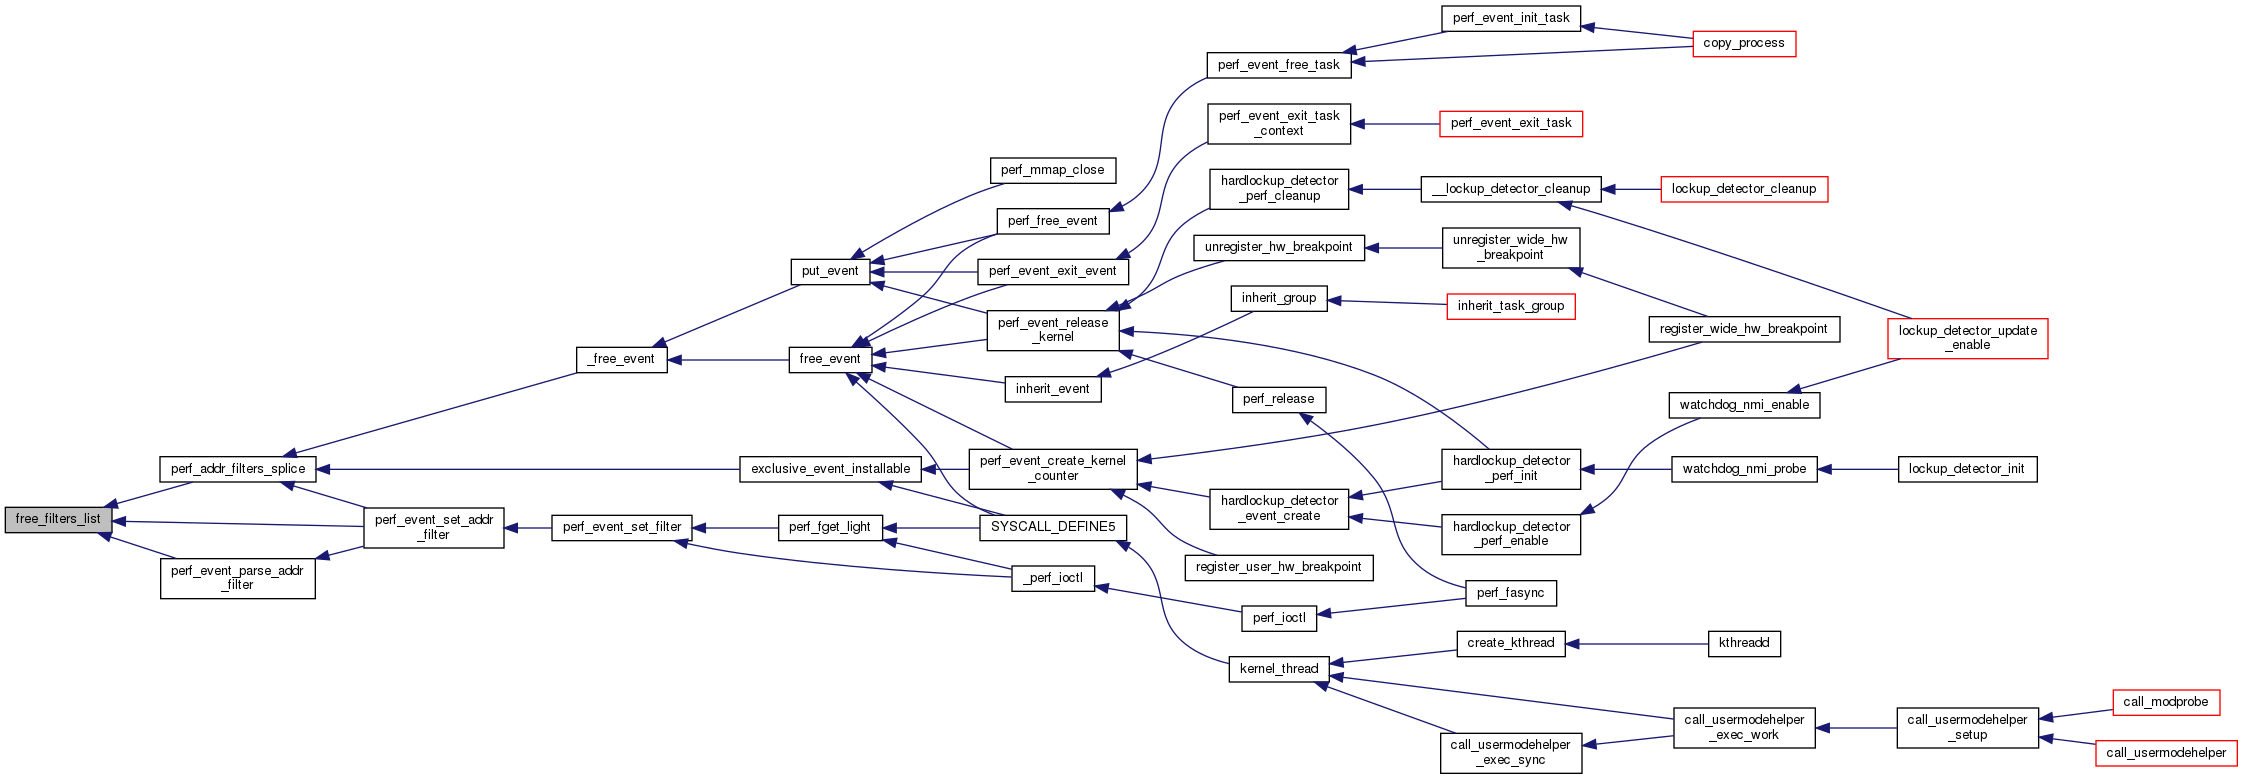 perf_event_init_task
copy_process
perf_event_free_task
perf_event_exit_task
_context
perf_event_exit_task
perf_mmap_close
hardlockup_detector
_perf_cleanup
__lockup_detector_cleanup
lockup_detector_cleanup
perf_free_event
unregister_hw_breakpoint
unregister_wide_hw
_breakpoint
put_event
perf_event_exit_event
inherit_group
inherit_task_group
perf_event_release
_kernel
register_wide_hw_breakpoint
lockup_detector_update
_enable
_free_event
free_event
inherit_event
perf_release
watchdog_nmi_enable
perf_addr_filters_splice
exclusive_event_installable
perf_event_create_kernel
_counter
hardlockup_detector
_perf_init
watchdog_nmi_probe
lockup_detector_init
free_filters_list
perf_event_set_addr
_filter
perf_event_set_filter
perf_fget_light
SYSCALL_DEFINE5
hardlockup_detector
_event_create
hardlockup_detector
_perf_enable
perf_event_parse_addr
_filter
_perf_ioctl
register_user_hw_breakpoint
perf_fasync
perf_ioctl
create_kthread
kthreadd
kernel_thread
call_usermodehelper
_exec_work
call_usermodehelper
_setup
call_modprobe
call_usermodehelper
_exec_sync
call_usermodehelper